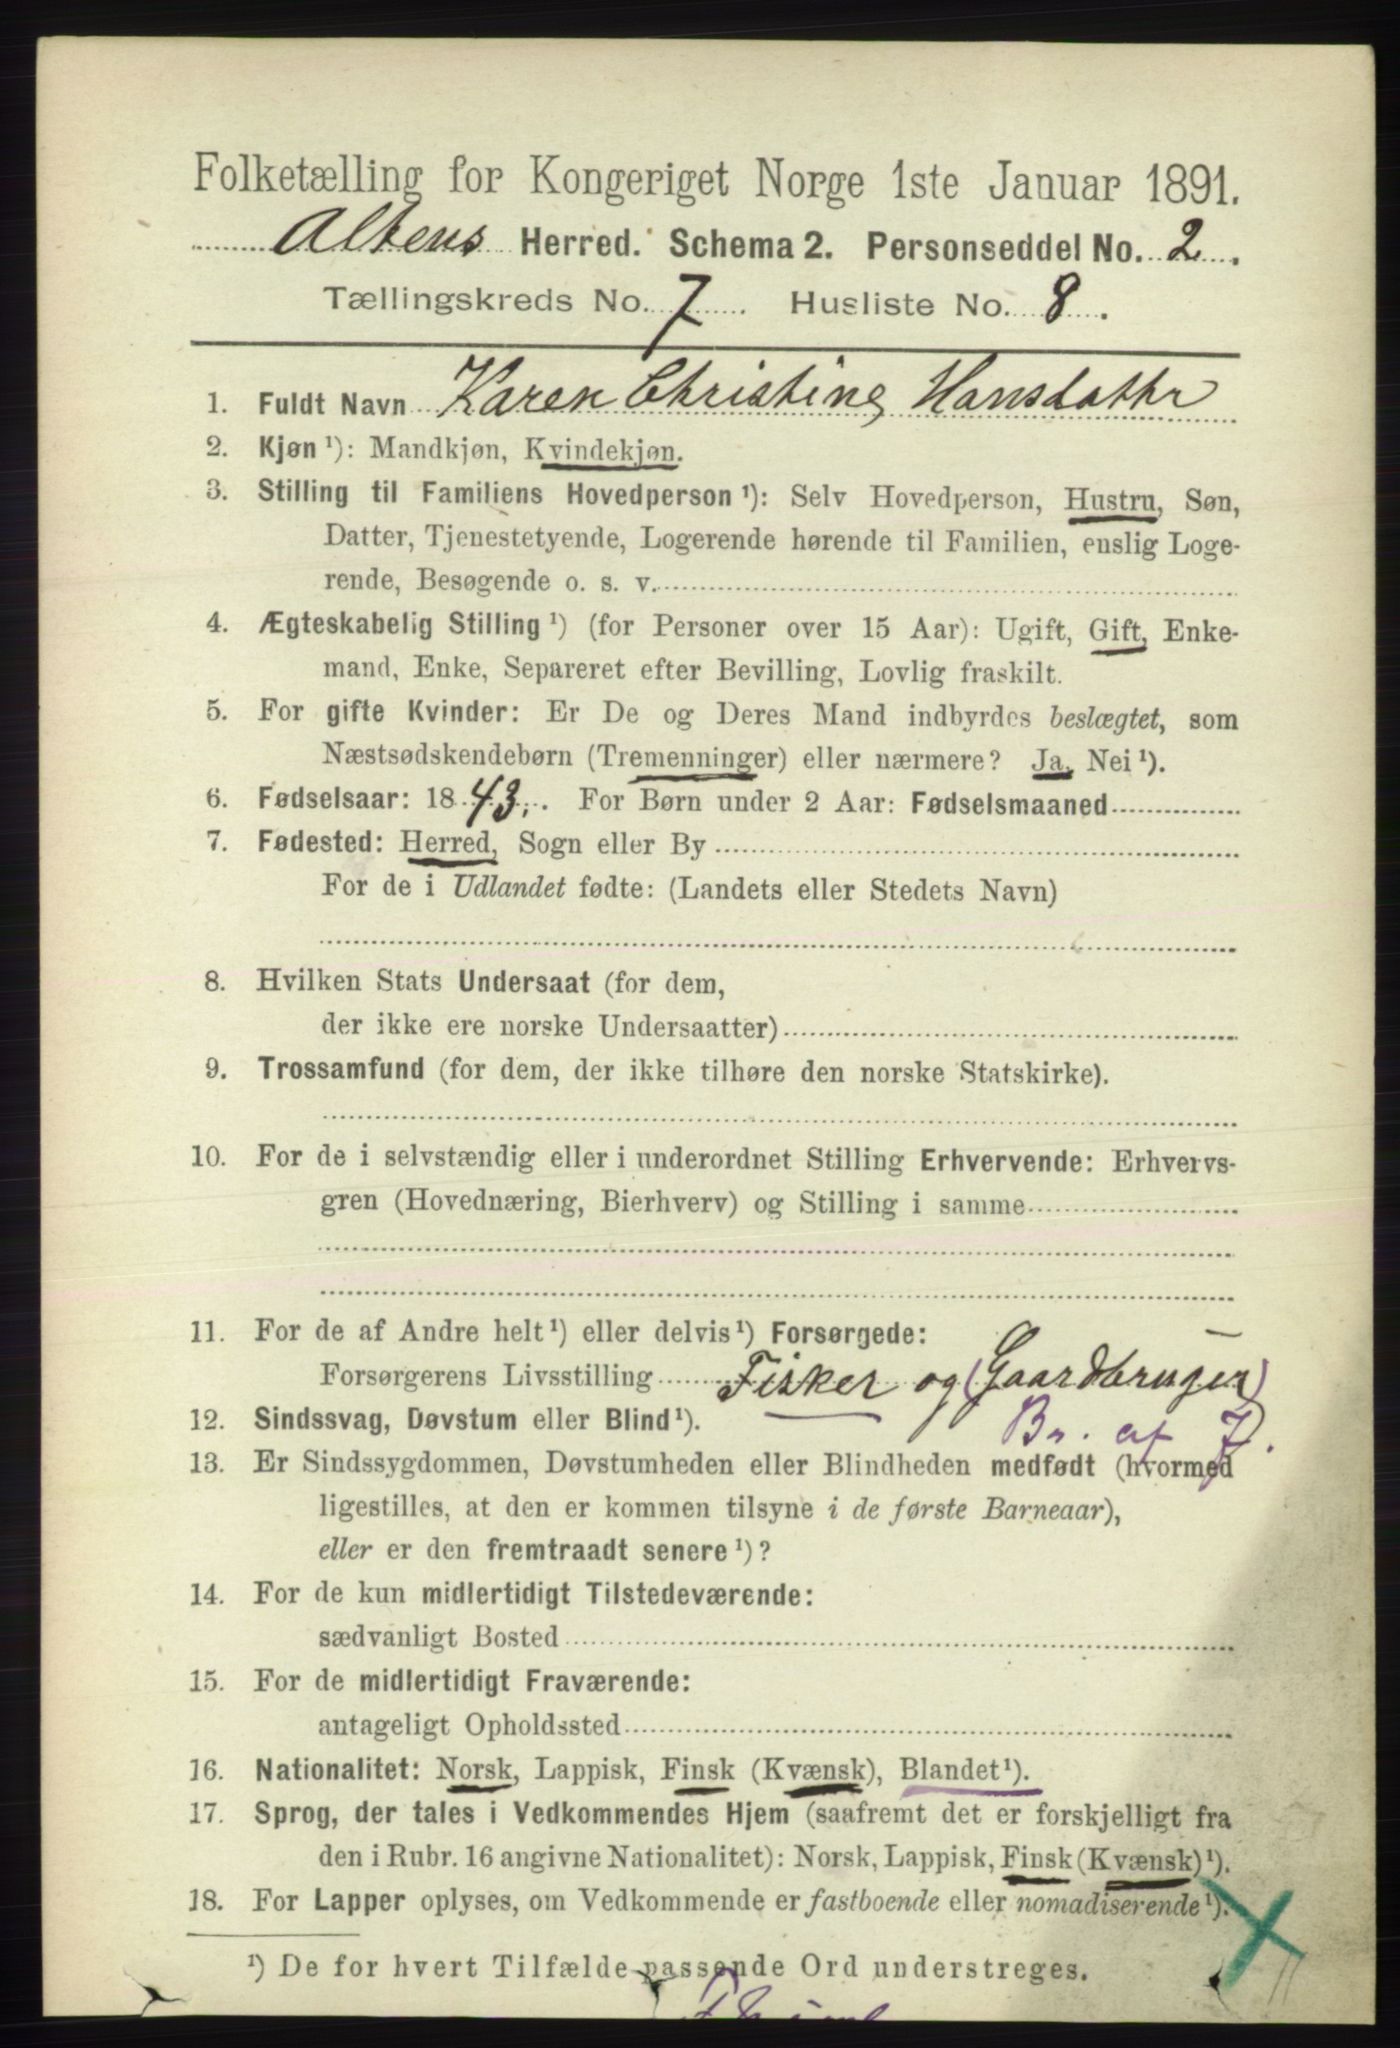 Folketælling for Kongeriget Norge 1ste Januar 1891.
Altens Herred. Schema 2. Personseddel No. 2.
Tællingskreds No. 7 Husliste No. 8.
1. Fuldt Navn Karen Christine Hansdatter
2. Kjøn ¹): Mandkjøn, Kvindekjøn.
3. Stilling til Familiens Hovedperson ¹): Selv Hovedperson, Hustru, Søn,
Datter, Tjenestetyende, Logerende hørende til Familien, enslig Loge-
rende, Besøgende o. s. v.
4. Ægteskabelig Stilling ¹) (for Personer over 15 Aar): Ugift, Gift, Enke-
mand, Enke, Separeret efter Bevilling, Lovlig fraskilt.
5. For gifte Kvinder: Er De og Deres Mand indbyrdes beslægtet, som
Næstsødskendebørn (Tremenninger) eller nærmere? Ja, Nei ¹).
6. Fødselsaar: 1843. For Børn under 2 Aar: Fødselsmaaned
7. Fødested: Herred, Sogn eller By
For de i Udlandet fødte: (Landets eller Stedets Navn)
8. Hvilken Stats Undersaat (for dem,
der ikke ere norske Undersaatter)
9. Trossamfund (for dem, der ikke tilhøre den norske Statskirke).
10. For de i selvstændig eller i underordnet Stilling Erhvervende: Erhvervs-
gren (Hovednæring, Bierhverv) og Stilling i samme
11. For de af Andre helt ¹) eller delvis ¹) Forsørgede:
Forsørgerens Livsstilling Fisker og (Gaardbruger)
12. Sindssvag, Døvstum eller Blind ¹). Br. af J.
13. Er Sindssygdommen, Døvstumheden eller Blindheden medfødt (hvormed
ligestilles, at den er kommen tilsyne i de første Barneaar),
eller er den fremtraadt senere ¹)?
14. For de kun midlertidigt Tilstedeværende:
sædvanligt Bosted
15. For de midlertidigt Fraværende:
antageligt Opholdssted
16. Nationalitet: Norsk, Lappisk, Finsk (Kvænsk), Blandet ¹).
17. Sprog, der tales i Vedkommendes Hjem (saafremt det er forskjelligt fra
den i Rubr. 16 angivne Nationalitet): Norsk, Lappisk, Finsk (Kvænsk) ¹).
18. For Lapper oplyses, om Vedkommende er fastboende eller nomadiserende ¹).
¹) De for hvert Tilfælde passende Ord understreges.